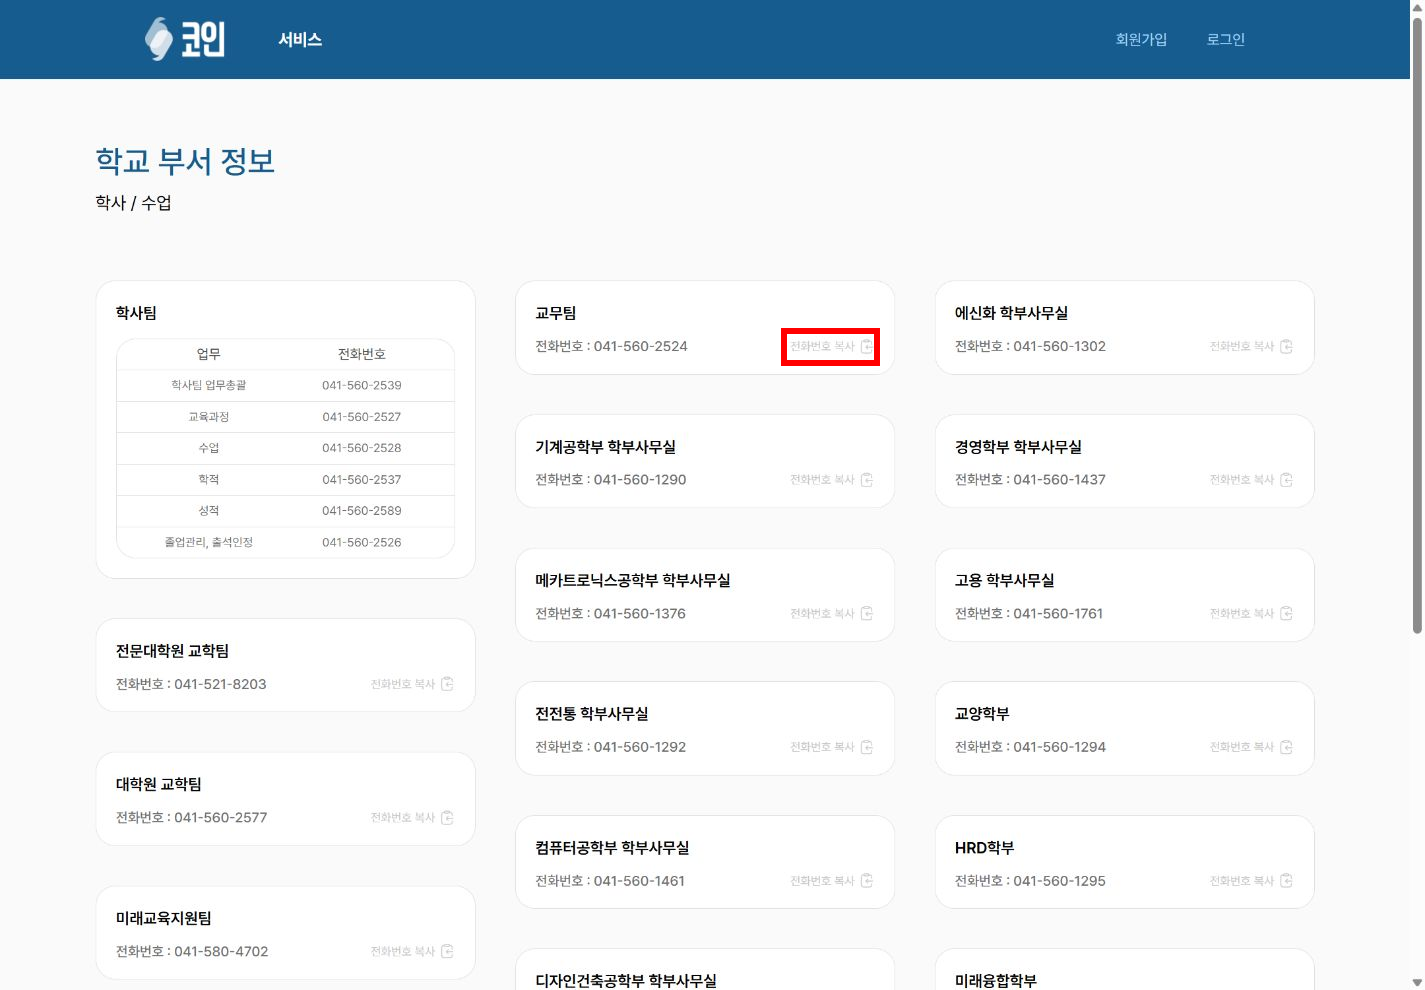 코인
서비스
회원가입
로그인
학교 부서 정보
학사 / 수업
학사팀
업무 전화번호
학사팀 업무총괄 041-560-2539
교육과정 041-560-2527
수업 041-560-2528
학적 041-560-2537
성적 041-560-2589
졸업관리, 출석인정 041-560-2526
전문대학원 교학팀
전화번호 : 041-521-8203 전화번호 복사
대학원 교학팀
전화번호 : 041-560-2577 전화번호 복사
미래교육지원팀
전화번호 : 041-580-4702 전화번호 복사
교무팀
전화번호 : 041-560-2524 전화번호 복사
기계공학부 학부사무실
전화번호 : 041-560-1290 전화번호 복사
메카트로닉스공학부 학부사무실
전화번호 : 041-560-1376 전화번호 복사
전전통 학부사무실
전화번호 : 041-560-1292 전화번호 복사
컴퓨터공학부 학부사무실
전화번호 : 041-560-1461 전화번호 복사
디자인건축공학부 학부사무실
에신화 학부사무실
전화번호 : 041-560-1302 전화번호 복사
경영학부 학부사무실
전화번호 : 041-560-1437 전화번호 복사
고용 학부사무실
전화번호 : 041-560-1761 전화번호 복사
교양학부
전화번호 : 041-560-1294 전화번호 복사
HRD학부
전화번호 : 041-560-1295 전화번호 복사
미래융합학부